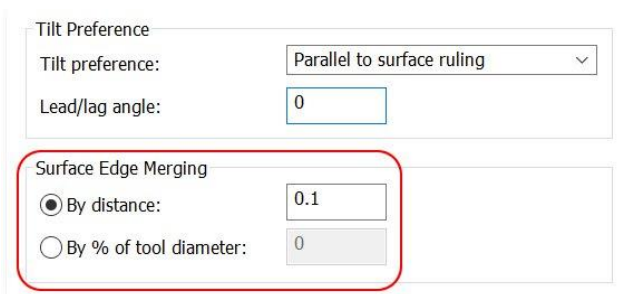 Tilt Preference
Tilt preference: Parallel to surface ruling
Lead/lag angle: 0
Surface Edge Merging
By distance: 0.1
By % of tool diameter: 0